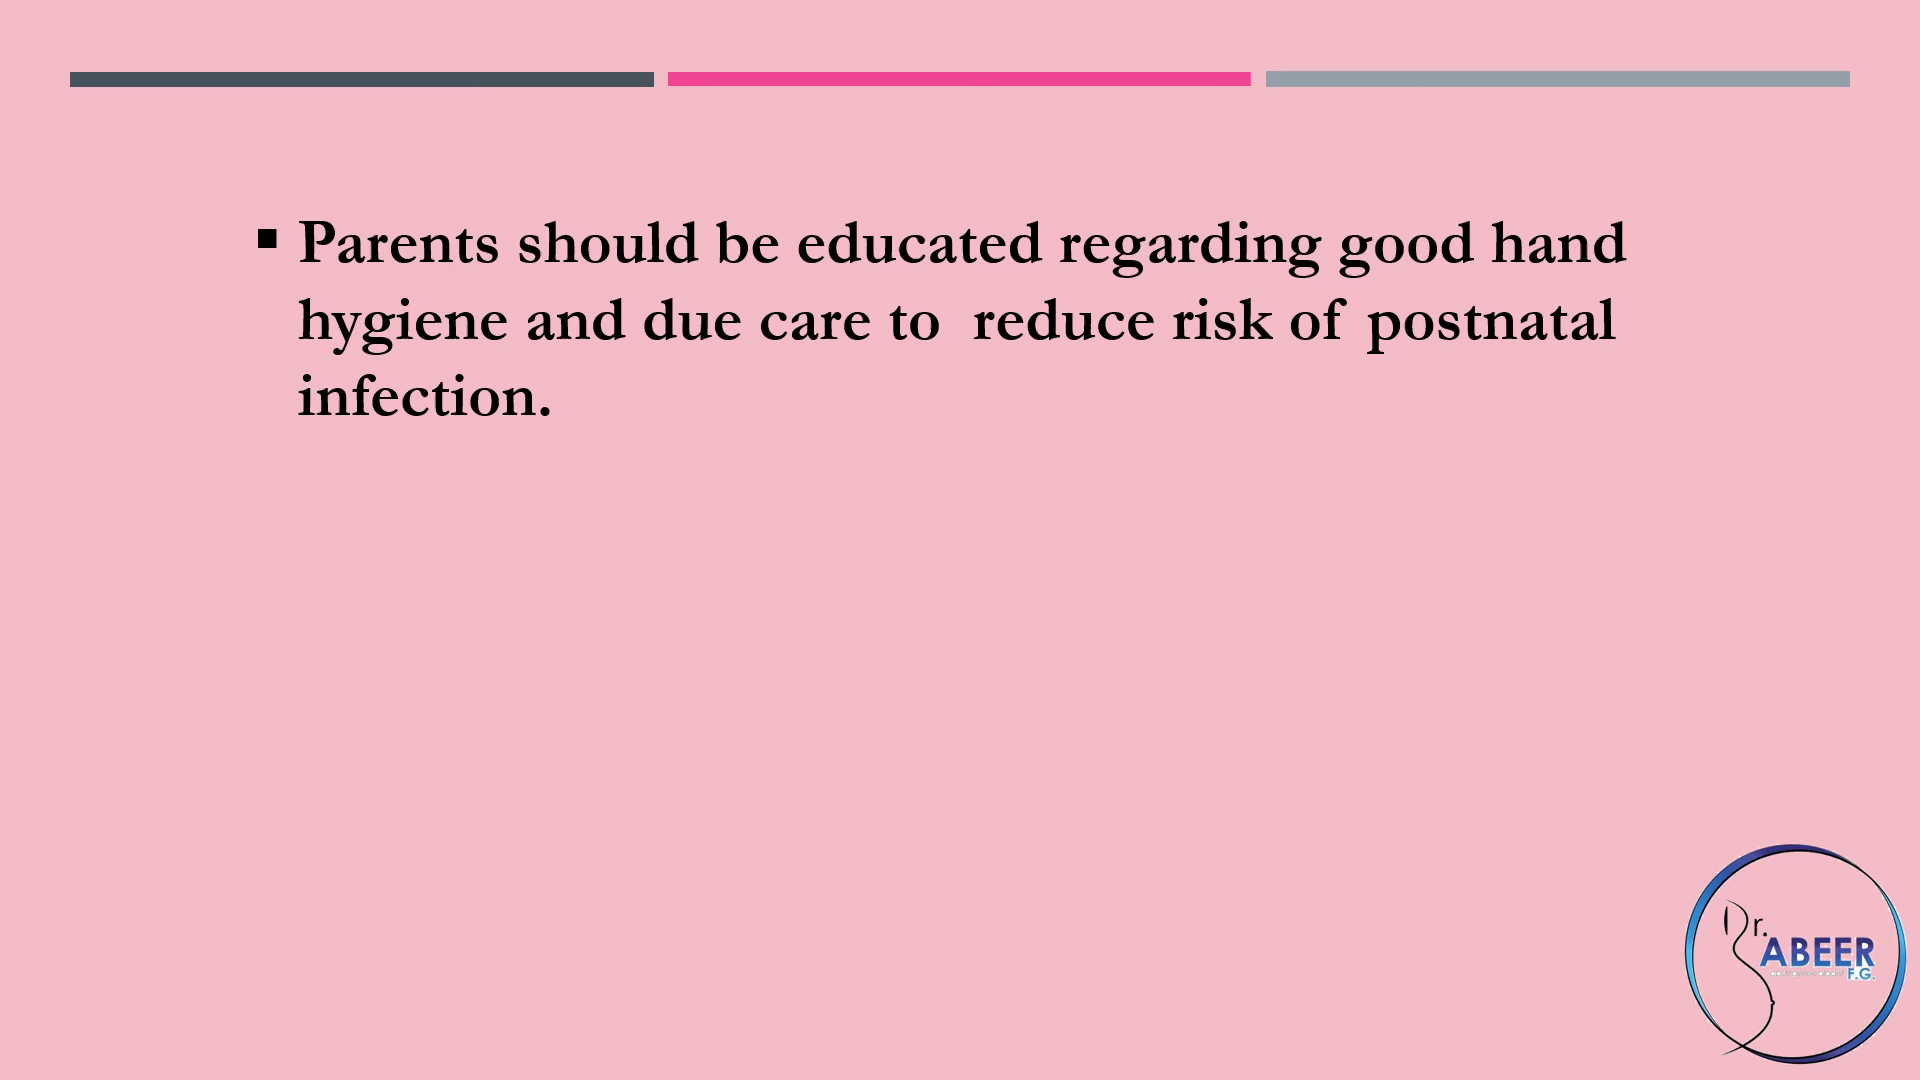 ▪ Parents should be educated regarding good hand
hygiene and due care to  reduce risk of postnatal
infection.
Dr.
ABEER
F.G.